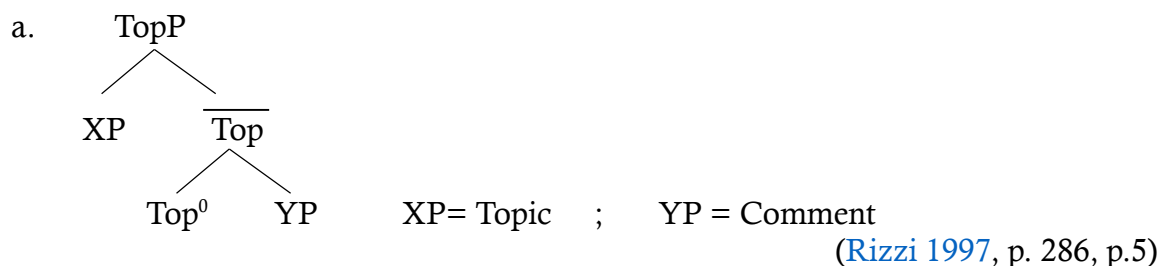 a. TopP
XP Top
Top⁰ YP XP= Topic ; YP = Comment
(Rizzi 1997, p. 286, p.5)